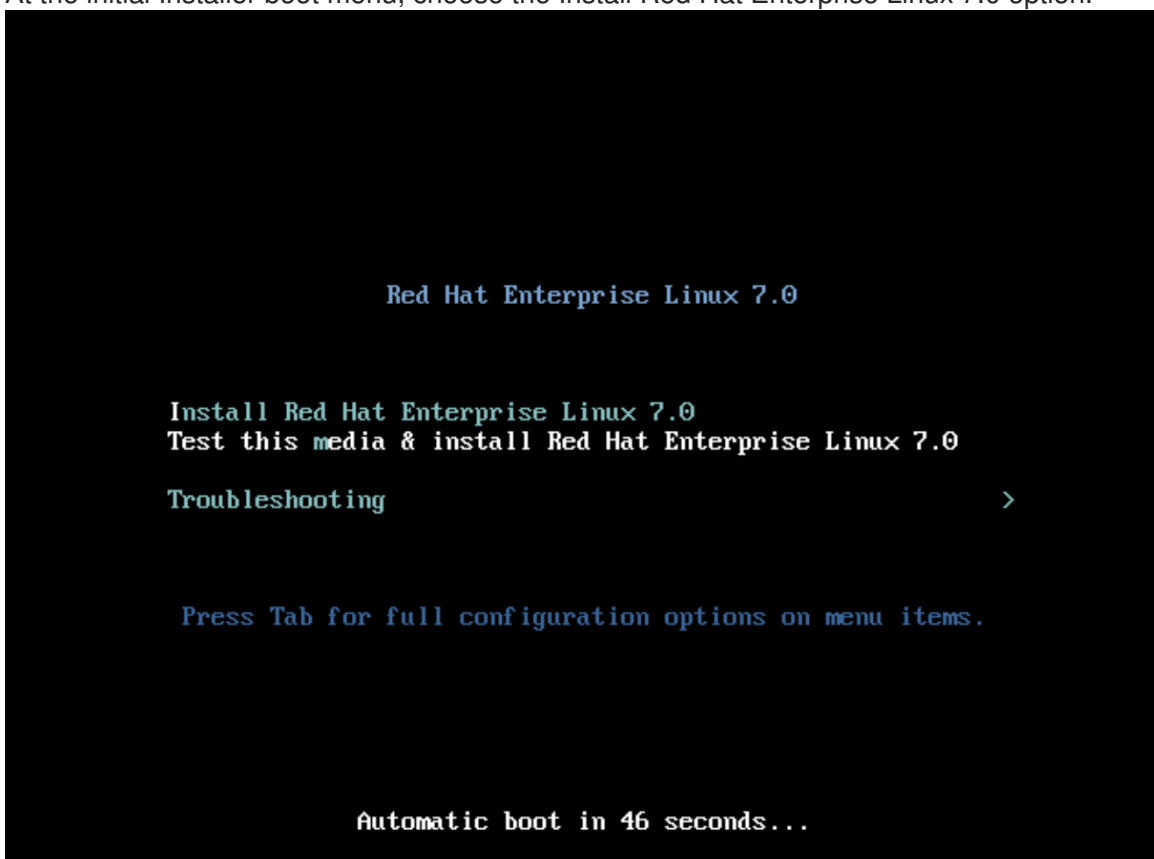 At the initial Installer boot menu, choose the Install Red Hat Enterprise Linux 7.0 option.
Red Hat Enterprise Linux 7.0
Install Red Hat Enterprise Linux 7.0
Test this media & install Red Hat Enterprise Linux 7.0
Troubleshooting >
Press Tab for full configuration options on menu items.
Automatic boot in 46 seconds...